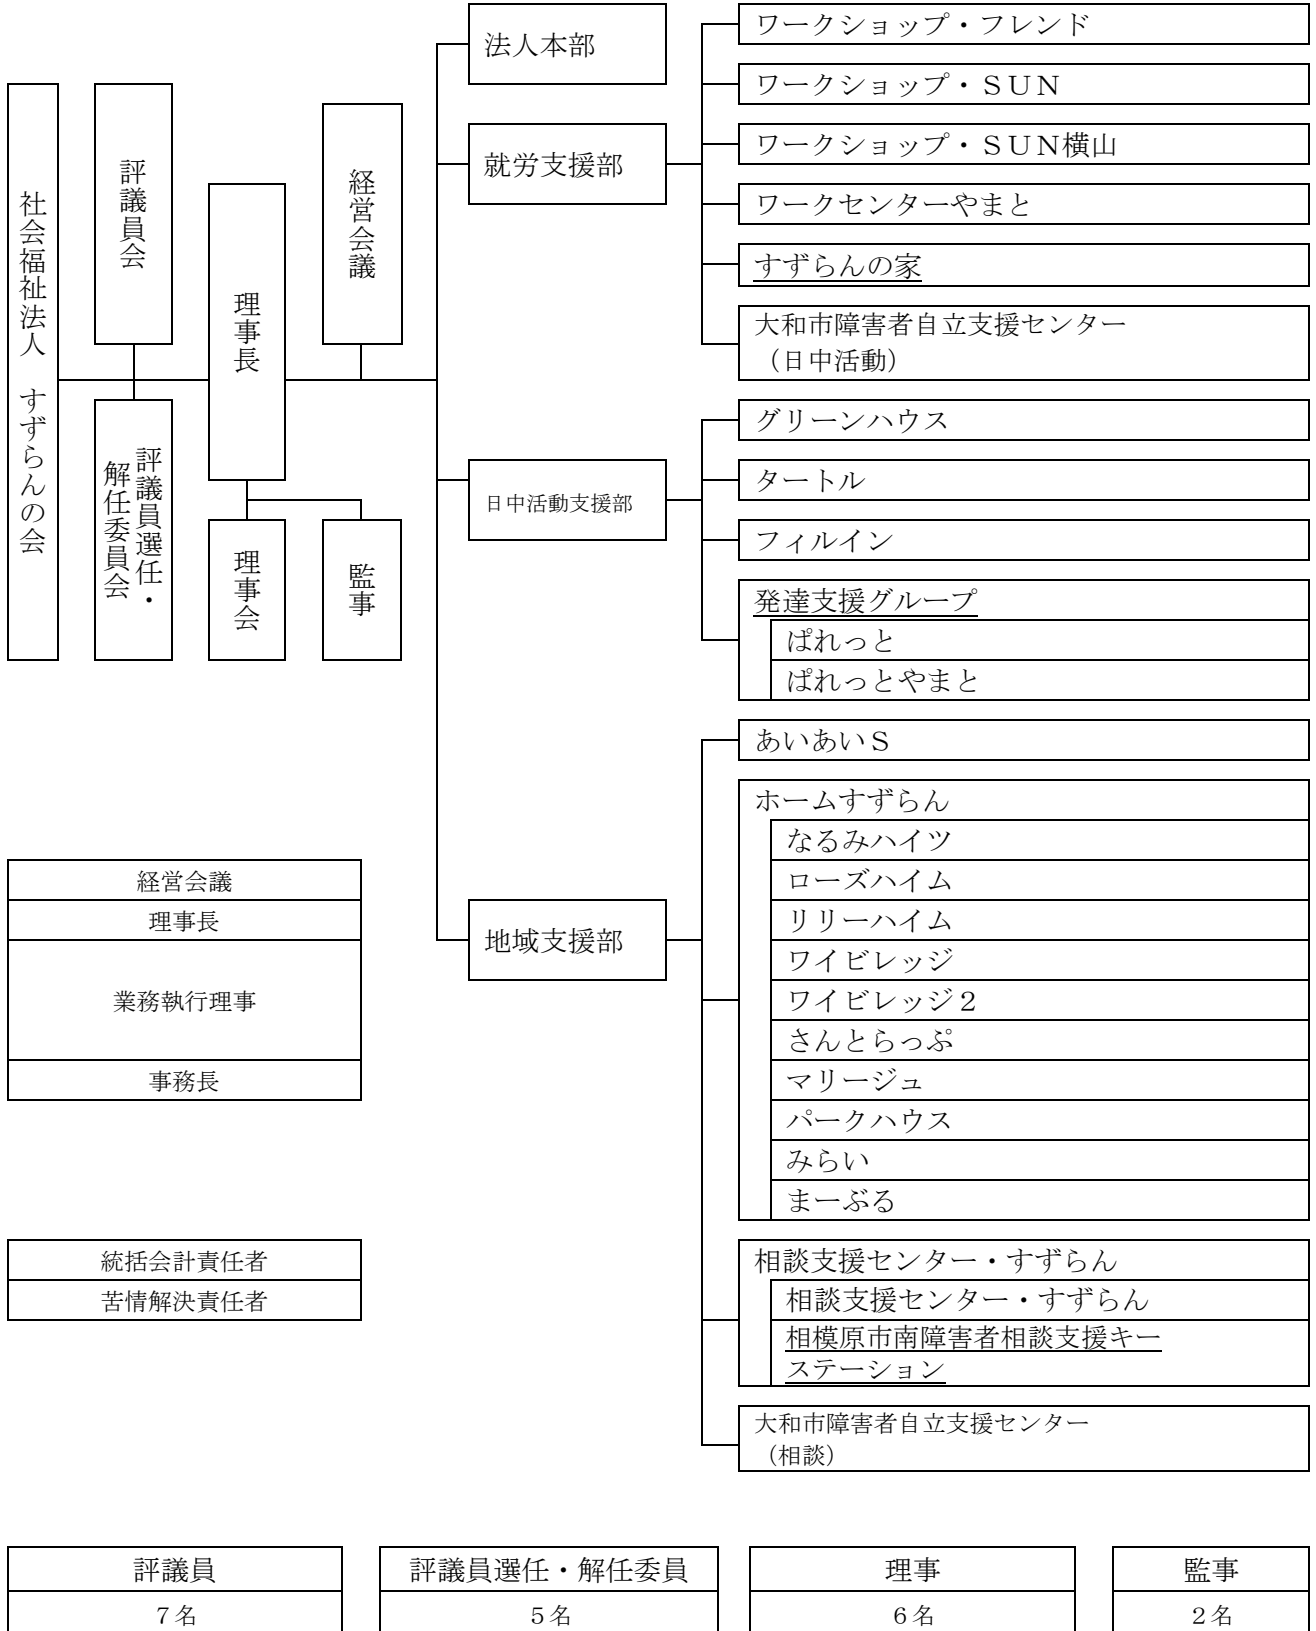 社会福祉法人　すずらんの会
評議員会
評議員選任・
解任委員会
理事長
理事会
監事
経営会議
法人本部
就労支援部
ワークショップ・フレンド
ワークショップ・ＳＵＮ
ワークショップ・ＳＵＮ横山
ワークセンターやまと
すずらんの家
大和市障害者自立支援センター
（日中活動）
日中活動支援部
グリーンハウス
タートル
フィルイン
発達支援グループ
ぱれっと
ぱれっとやまと
地域支援部
あいあいＳ
ホームすずらん
なるみハイツ
ローズハイム
リリーハイム
ワイビレッジ
ワイビレッジ２
さんとらっぷ
マリージュ
パークハウス
みらい
まーぶる
相談支援センター・すずらん
相談支援センター・すずらん
相模原市南障害者相談支援キー
ステーション
大和市障害者自立支援センター
（相談）
経営会議
理事長
業務執行理事
事務長
統括会計責任者
苦情解決責任者
評議員
７名
評議員選任・解任委員
５名
理事
６名
監事
２名